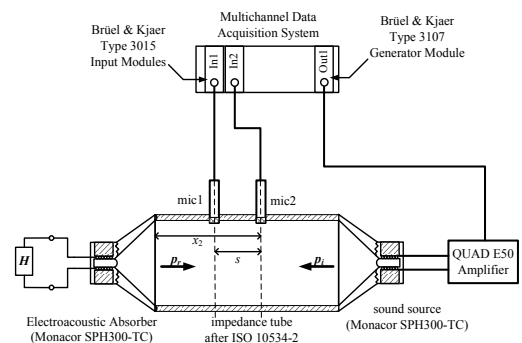 Multichannel Data
Acquisition System
Brüel & Kjaer
Type 3015
Input Modules
Brüel & Kjaer
Type 3107
Generator Module
In1
In2
Out1
mic1
mic2
x2
s
pr
pi
H
QUAD E50
Amplifier
Electroacoustic Absorber
(Monacor SPH300-TC)
impedance tube
after ISO 10534-2
sound source
(Monacor SPH300-TC)